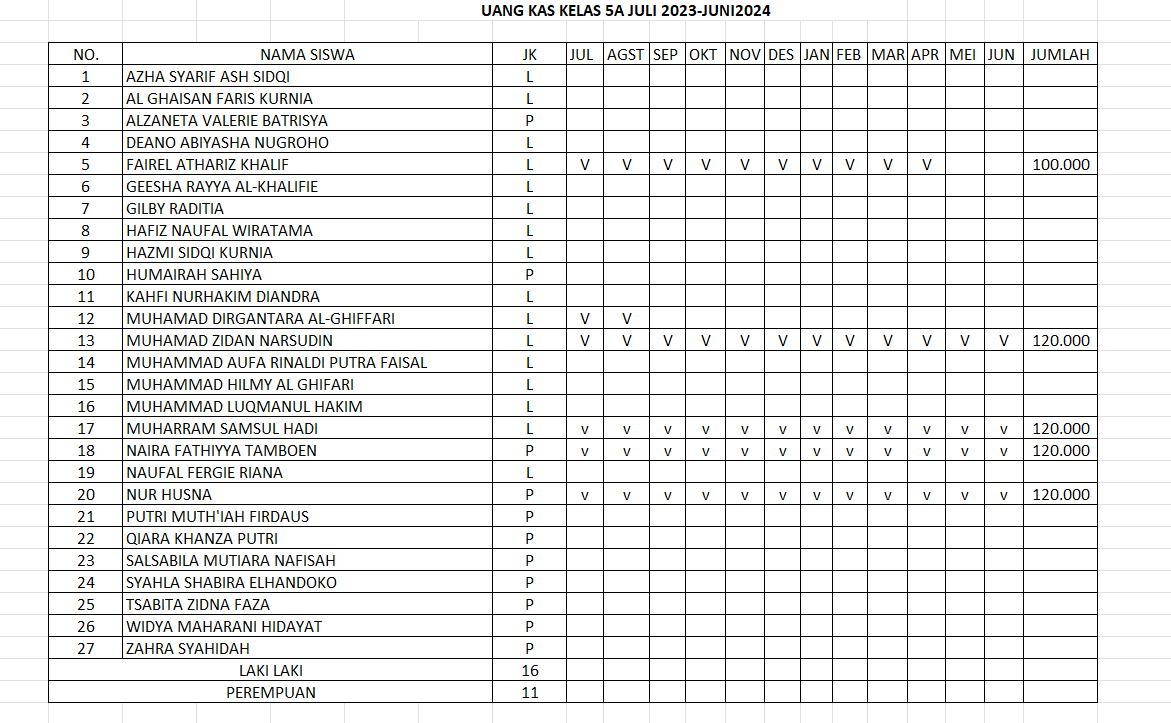 UANG KAS KELAS 5A JULI 2023-JUNI2024
NO. NAMA SISWA JK JUL AGST SEP OKT NOV DES JAN FEB MAR APR MEI JUN JUMLAH
1 AZHA SYARIF ASH SIDQI L
2 AL GHAISAN FARIS KURNIA L
3 ALZANETA VALERIE BATRISYA P
4 DEANO ABIYASHA NUGROHO L
5 FAIREL ATHARIZ KHALIF L V V V V V V V V V V 100.000
6 GEESHA RAYYA AL-KHALIFIE L
7 GILBY RADITIA L
8 HAFIZ NAUFAL WIRATAMA L
9 HAZMI SIDQI KURNIA L
10 HUMAIRAH SAHIYA P
11 KAHFI NURHAKIM DIANDRA L
12 MUHAMAD DIRGANTARA AL-GHIFFARI L V V
13 MUHAMAD ZIDAN NARSUDIN L V V V V V V V V V V V V 120.000
14 MUHAMMAD AUFA RINALDI PUTRA FAISAL L
15 MUHAMMAD HILMY AL GHIFARI L
16 MUHAMMAD LUQMANUL HAKIM L
17 MUHARRAM SAMSUL HADI L v v v v v v v v v v v v 120.000
18 NAIRA FATHIYYA TAMBOEN P v v v v v v v v v v v v 120.000
19 NAUFAL FERGIE RIANA L
20 NUR HUSNA P v v v v v v v v v v v v 120.000
21 PUTRI MUTH'IAH FIRDAUS P
22 QIARA KHANZA PUTRI P
23 SALSABILA MUTIARA NAFISAH P
24 SYAHLA SHABIRA ELHANDOKO P
25 TSABITA ZIDNA FAZA P
26 WIDYA MAHARANI HIDAYAT P
27 ZAHRA SYAHIDAH P
LAKI LAKI 16
PEREMPUAN 11